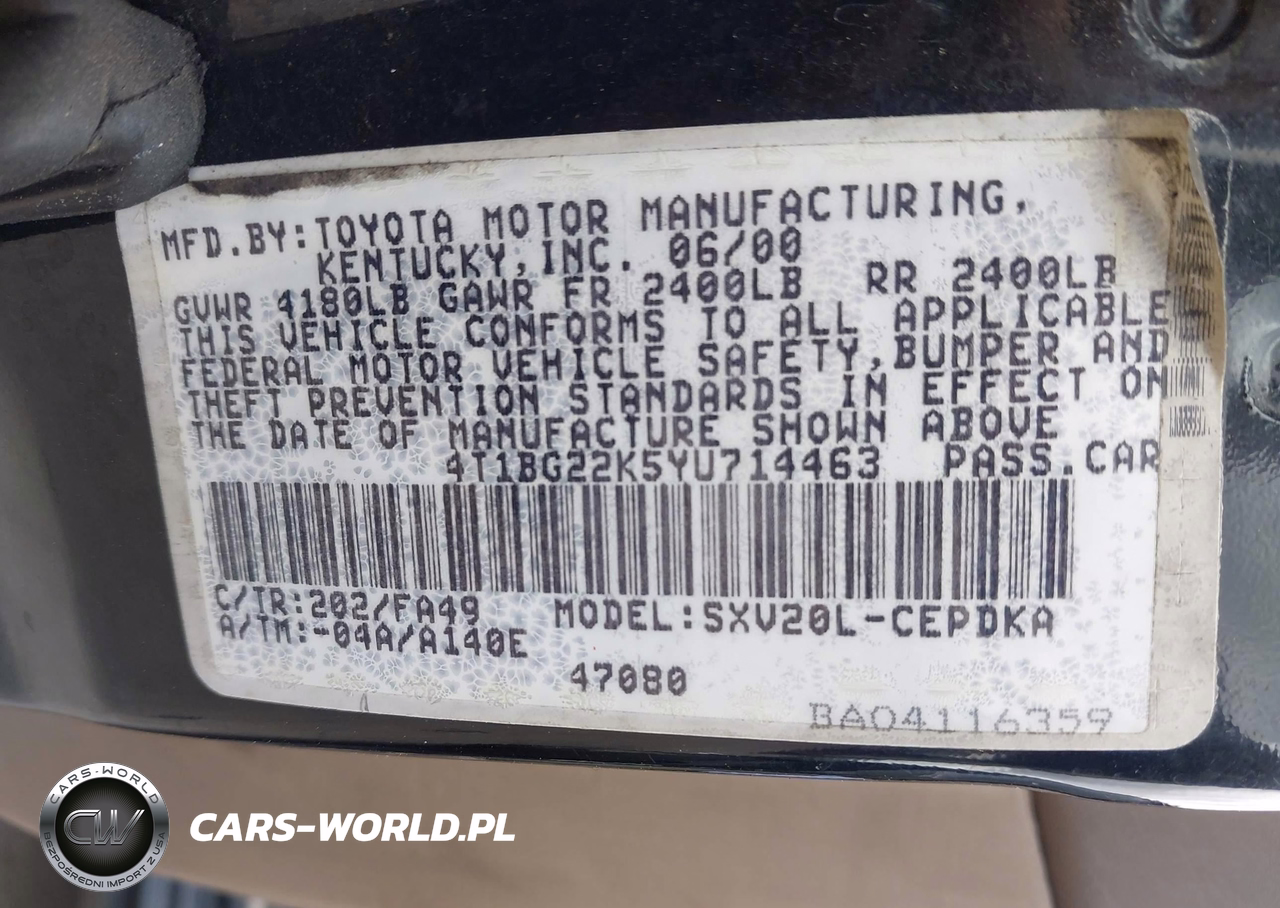 MFD.BY:TOYOTA MOTOR MANUFACTURING,
KENTUCKY,INC. 06/00
GVWR 4180LB GAWR FR 2400LB RR 2400LB
THIS VEHICLE CONFORMS TO ALL APPLICABLE
FEDERAL MOTOR VEHICLE SAFETY,BUMPER AND
THEFT PREVENTION STANDARDS IN EFFECT ON
THE DATE OF MANUFACTURE SHOWN ABOVE
4T1BG22K5YU714463 PASS.CAR
C/TR:202/FA49 MODEL:SXV20L-CEPDKA
A/TM:-04A/A140E
47080
BA04116359
CARS-WORLD
CW
BEZPOŚREDNI IMPORT Z USA
CARS-WORLD.PL